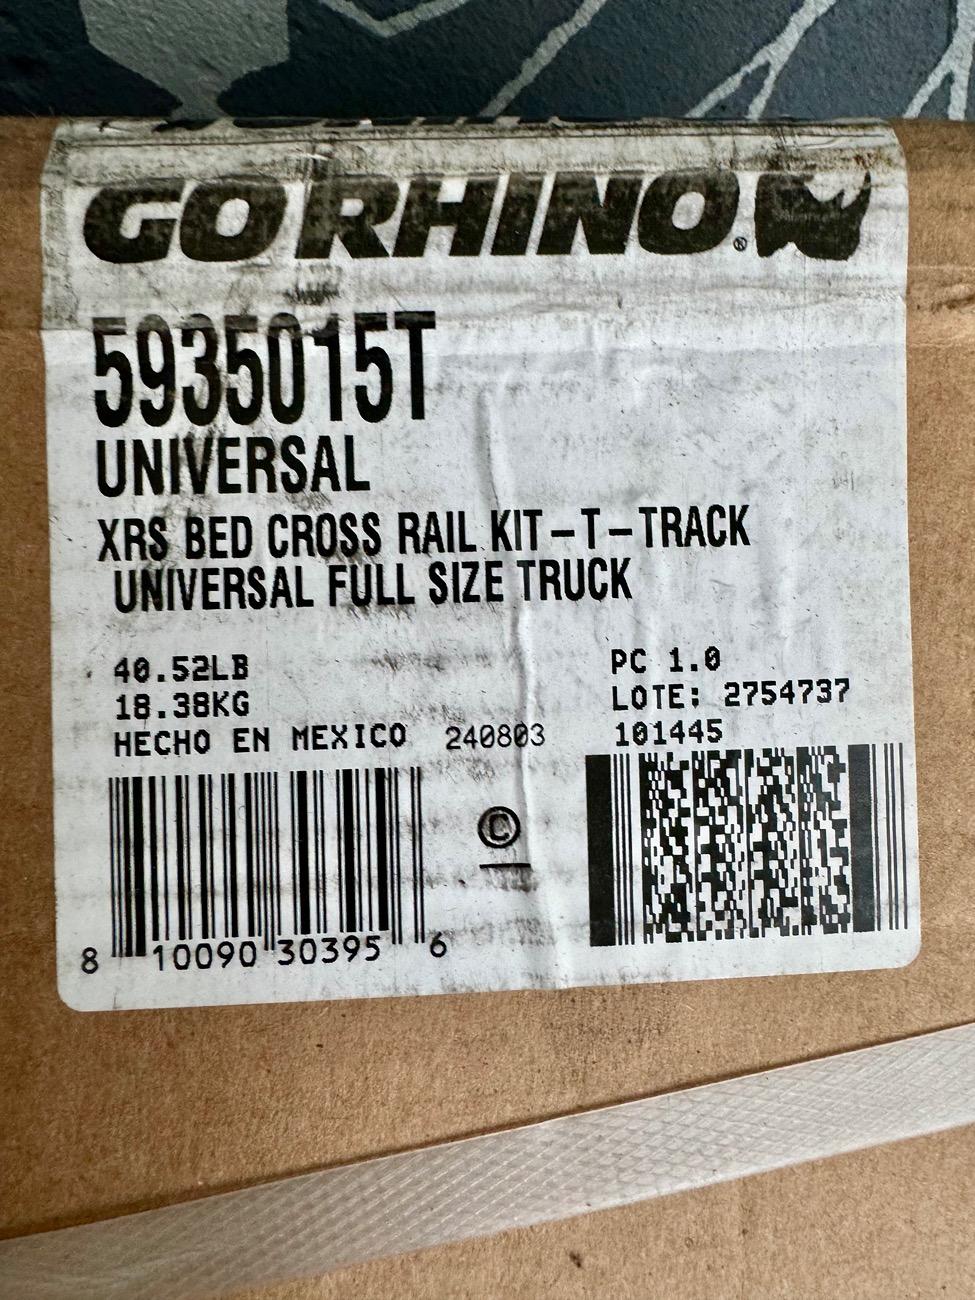 GO RHINO®
5935015T
UNIVERSAL
XRS BED CROSS RAIL KIT-T-TRACK
UNIVERSAL FULL SIZE TRUCK
40.52LB
18.38KG
HECHO EN MEXICO 240803
PC 1.0
LOTE: 2754737
101445
©
8 10090 30395 6